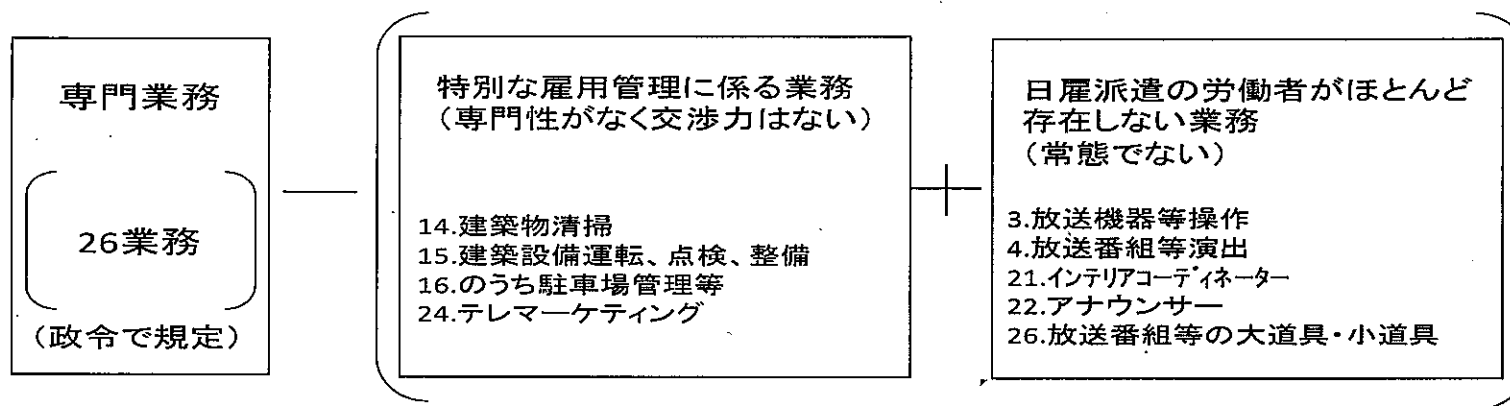 専門業務
26業務
(政令で規定)
特別な雇用管理に係る業務
(専門性がなく交渉力はない)
14.建築物清掃
15.建築設備運転、点検、整備
16.のうち駐車場管理等
24.テレマーケティング
日雇派遣の労働者がほとんど
存在しない業務
(常態でない)
3.放送機器等操作
4.放送番組等演出
21.インテリアコーディネーター
22.アナウンサー
26.放送番組等の大道具・小道具